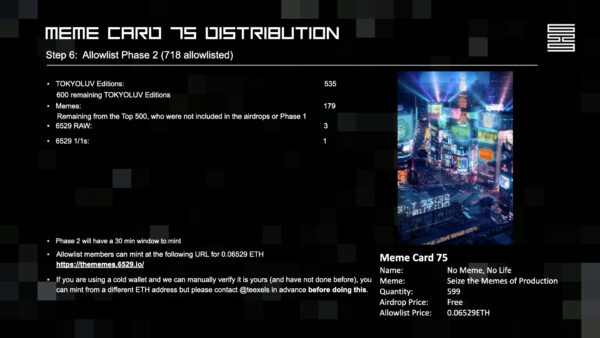 MEME CARD 75 DISTRIBUTION
Step 6: Allowlist Phase 2 (718 allowlisted)
• TOKYOLUV Editions: 535
600 remaining TOKYOLUV Editions
• Memes: 179
Remaining from the Top 500, who were not included in the airdrops or Phase 1
• 6529 RAW: 3
• 6529 1/1s: 1
• Phase 2 will have a 30 min window to mint
• Allowlist members can mint at the following URL for 0.06529 ETH
https://thememes.6529.io/
• If you are using a cold wallet and we can manually verify it is yours (and have not done before), you
can mint from a different ETH address but please contact @teexels in advance before doing this.
Meme Card 75
Name: No Meme, No Life
Meme: Seize the Memes of Production
Quantity: 599
Airdrop Price: Free
Allowlist Price: 0.06529ETH